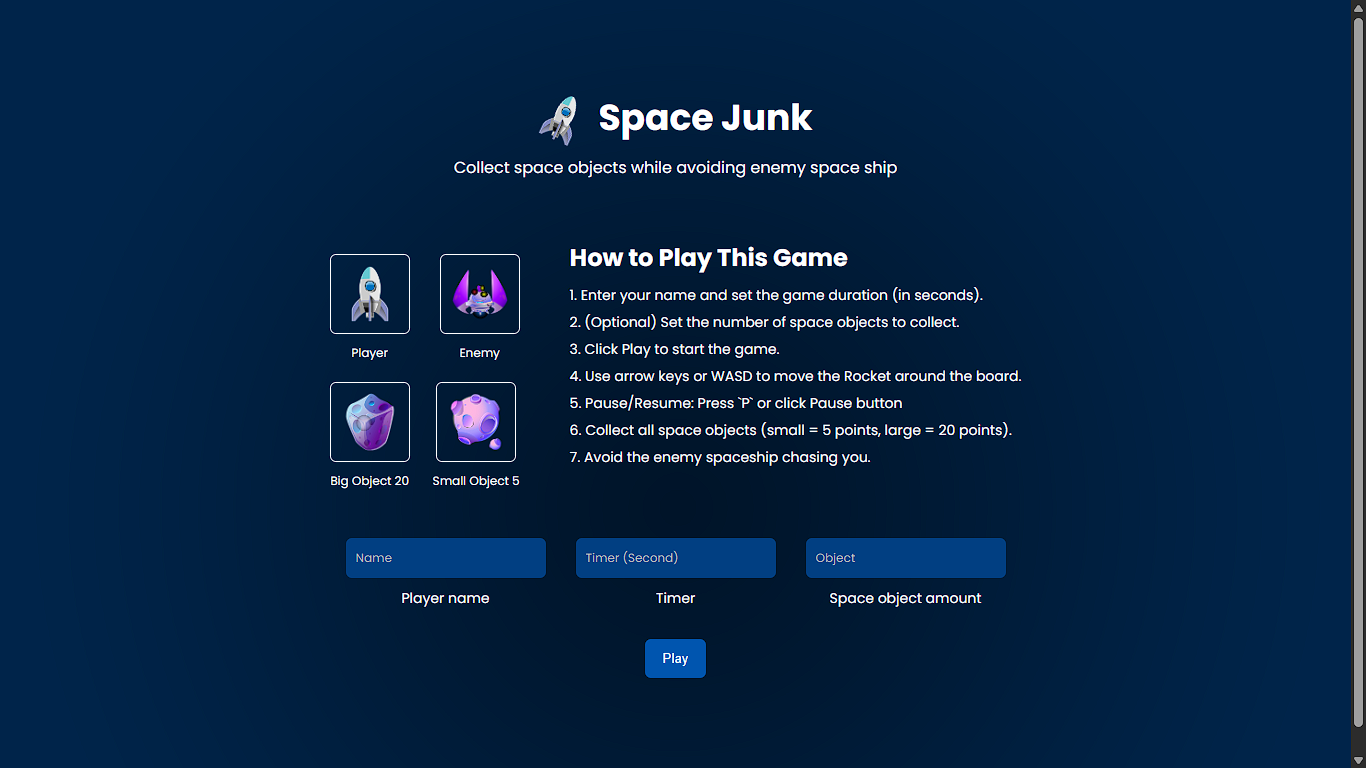 Space Junk
Collect space objects while avoiding enemy space ship
Player
Enemy
Big Object 20
Small Object 5
How to Play This Game
1. Enter your name and set the game duration (in seconds).
2. (Optional) Set the number of space objects to collect.
3. Click Play to start the game.
4. Use arrow keys or WASD to move the Rocket around the board.
5. Pause/Resume: Press `P` or click Pause button
6. Collect all space objects (small = 5 points, large = 20 points).
7. Avoid the enemy spaceship chasing you.
Name
Player name
Timer (Second)
Timer
Object
Space object amount
Play